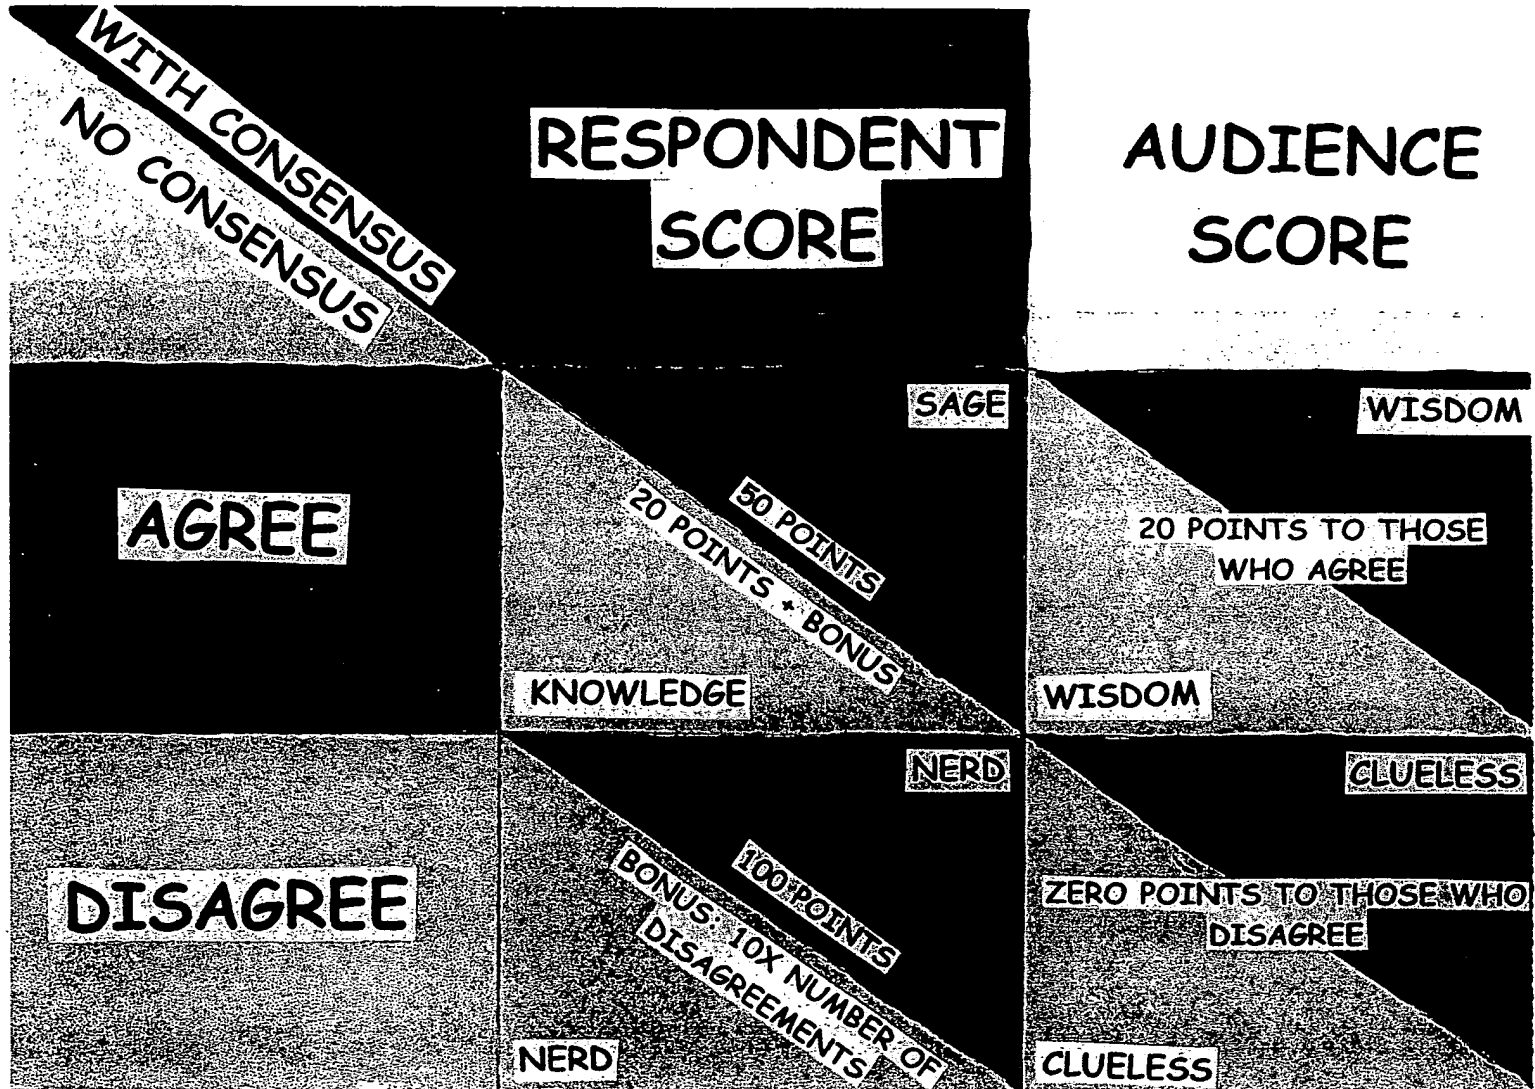 WITH CONSENSUS
NO CONSENSUS
RESPONDENT
SCORE
AUDIENCE
SCORE
AGREE
SAGE
50 POINTS
20 POINTS + BONUS
KNOWLEDGE
WISDOM
20 POINTS TO THOSE
WHO AGREE
WISDOM
DISAGREE
NERD
100 POINTS
BONUS: 10X NUMBER OF
DISAGREEMENTS
NERD
CLUELESS
ZERO POINTS TO THOSE WHO
DISAGREE
CLUELESS